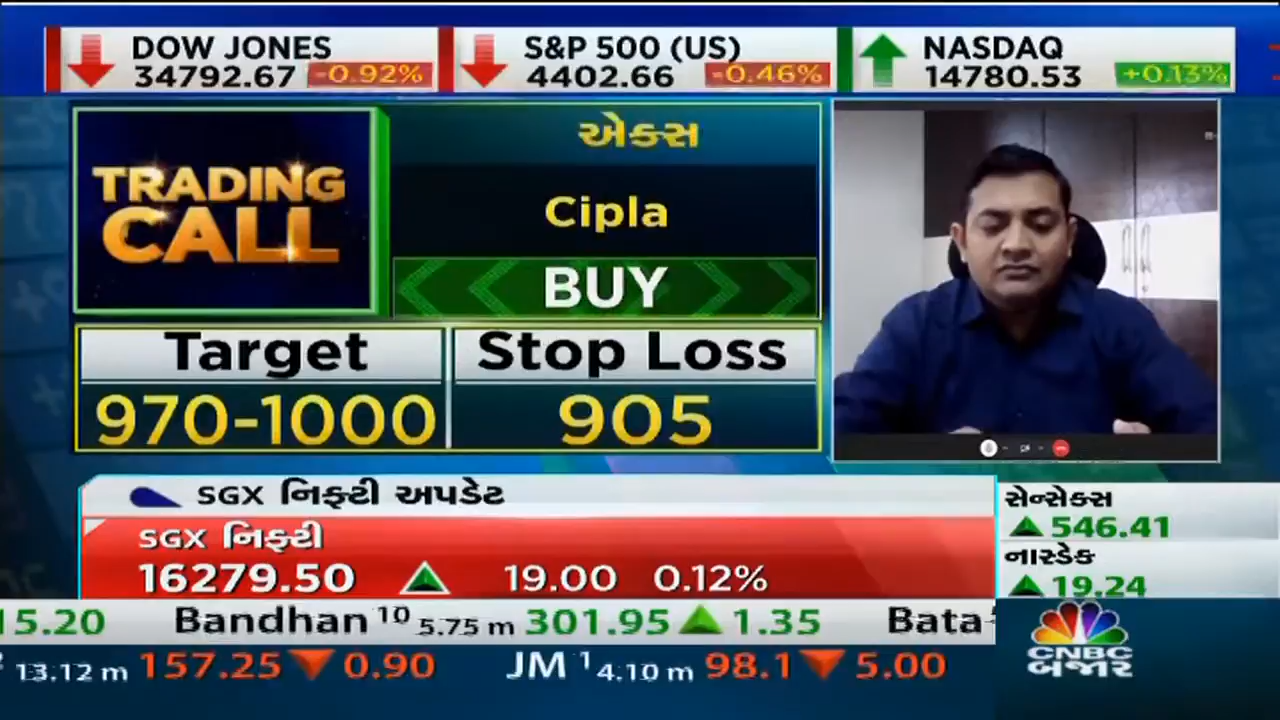 DOW JONES
34792.67 -0.92%
S&P 500 (US)
4402.66 -0.46%
NASDAQ
14780.53 +0.13%
TRADING
CALL
એકસ
Cipla
BUY
Target
970-1000
Stop Loss
905
SGX નિફ્ટી અપડેટ
SGX નિફ્ટી
16279.50 19.00 0.12%
સેન્સેક્સ
546.41
નાસ્ડેક
19.24
15.20 Bandhan 10 5.75 m 301.95 1.35 Bata
13.12 m 157.25 0.90 JM 1 4.10 m 98.1 5.00
CNBC
બજાર